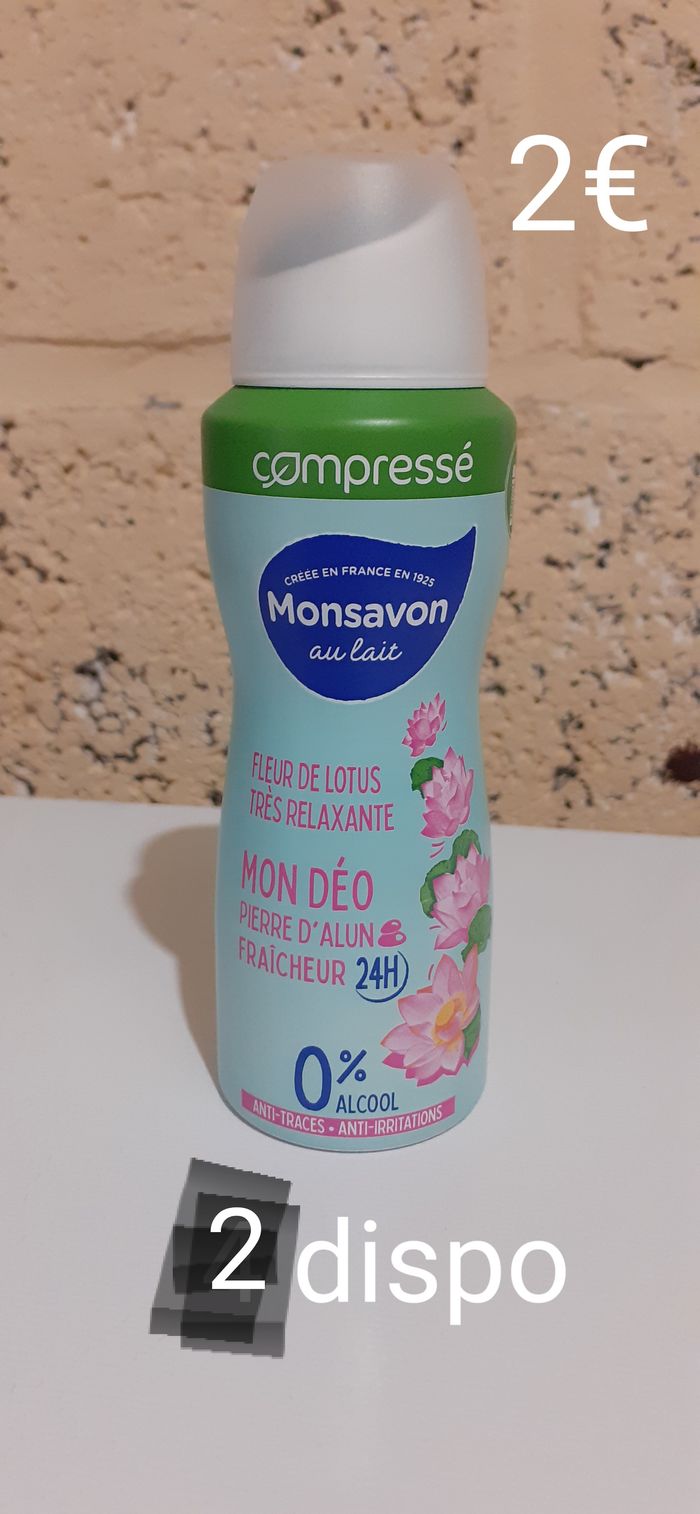 2€
compressé
CRÉÉE EN FRANCE EN 1925
Monsavon
au lait
FLEUR DE LOTUS
TRÈS RELAXANTE
MON DÉO
PIERRE D'ALUN
FRAÎCHEUR 24H
0%
ALCOOL
ANTI-TRACES • ANTI-IRRITATIONS
2 dispo